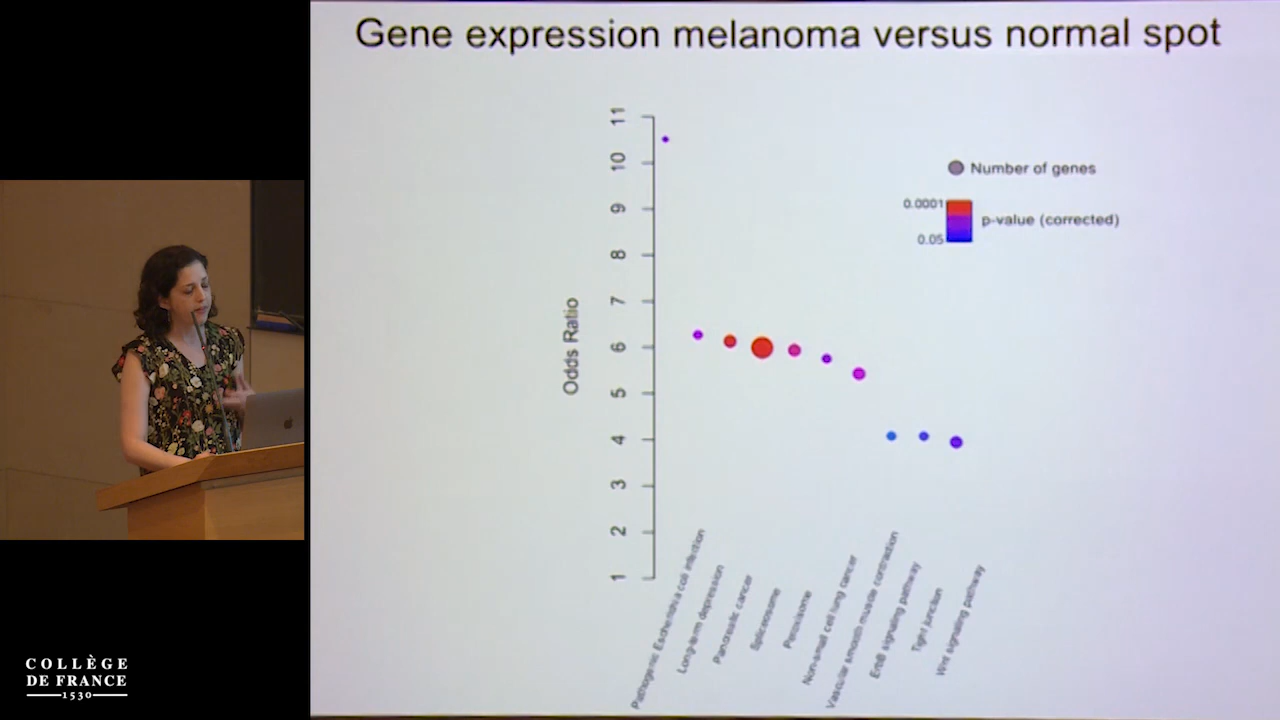 Gene expression melanoma versus normal spot
11
10
9
8
7
6
5
4
3
2
1
Odds Ratio
Number of genes
0.0001
0.05
p-value (corrected)
Pathogenic Escherichia coli infection
Long-term depression
Pancreatic cancer
Spliceosome
Peroxisome
Non-small cell lung cancer
Vascular smooth muscle contraction
ErbB signaling pathway
Tight junction
Wnt signaling pathway
COLLÈGE
DE FRANCE
1530